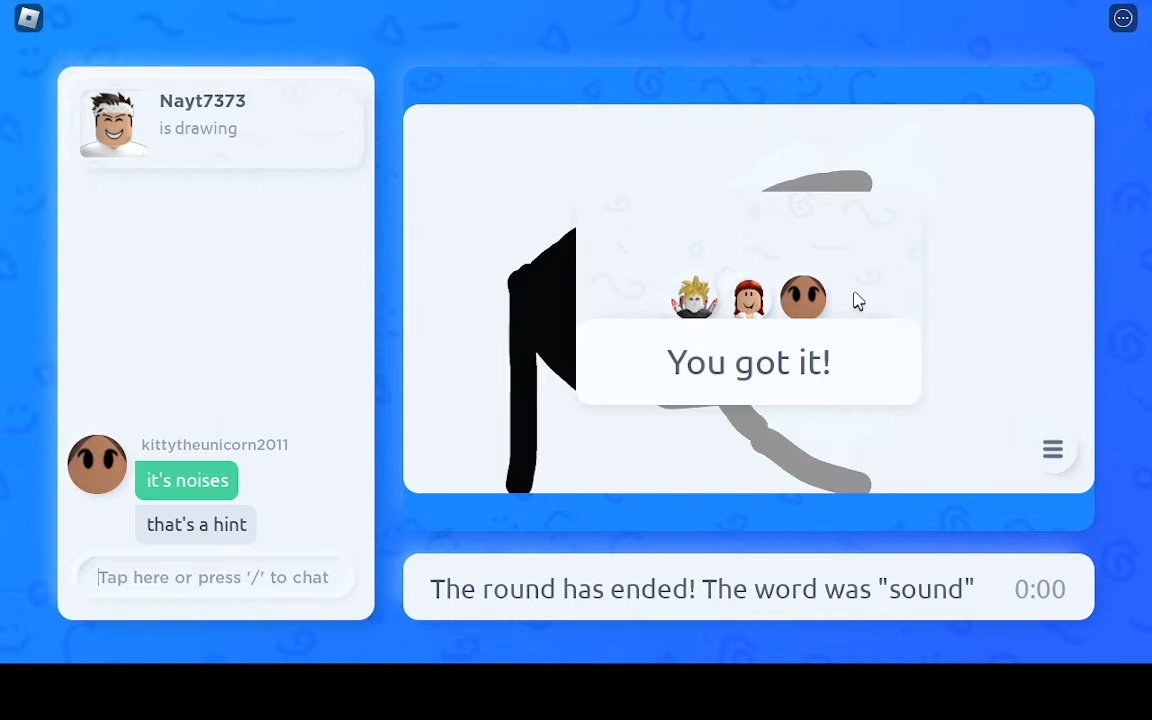 Nayt7373
is drawing
You got it!
kittytheunicorn2011
it's noises
that's a hint
Tap here or press '/' to chat
The round has ended! The word was "sound"
0:00